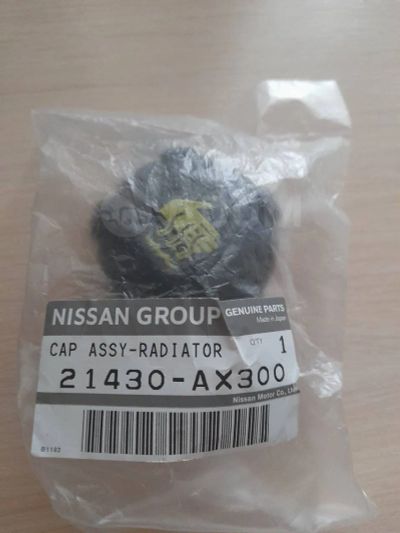 NISSAN GROUP
GENUINE PARTS
Made in Japan
CAP ASSY-RADIATOR
QTY 1
21430-AX300
Nissan Motor Co., Ltd